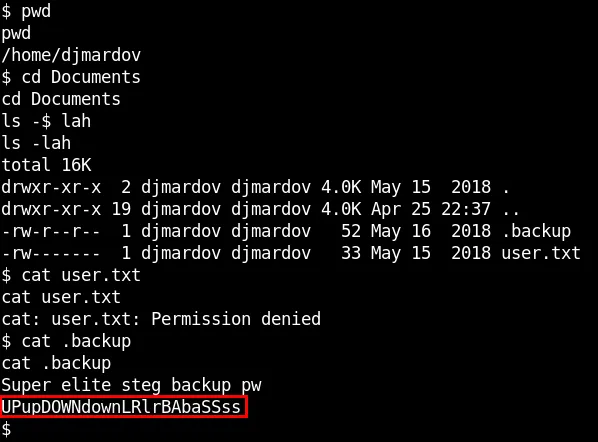 $ pwd
pwd
/home/djmardov
$ cd Documents
cd Documents
ls -$ lah
ls -lah
total 16K
drwxr-xr-x  2 djmardov djmardov 4.0K May 15  2018 .
drwxr-xr-x 19 djmardov djmardov 4.0K Apr 25 22:37 ..
-rw-r--r--  1 djmardov djmardov   52 May 16  2018 .backup
-rw-------  1 djmardov djmardov   33 May 15  2018 user.txt
$ cat user.txt
cat user.txt
cat: user.txt: Permission denied
$ cat .backup
cat .backup
Super elite steg backup pw
UPupDOWNdownLRlrBAbaSSss
$